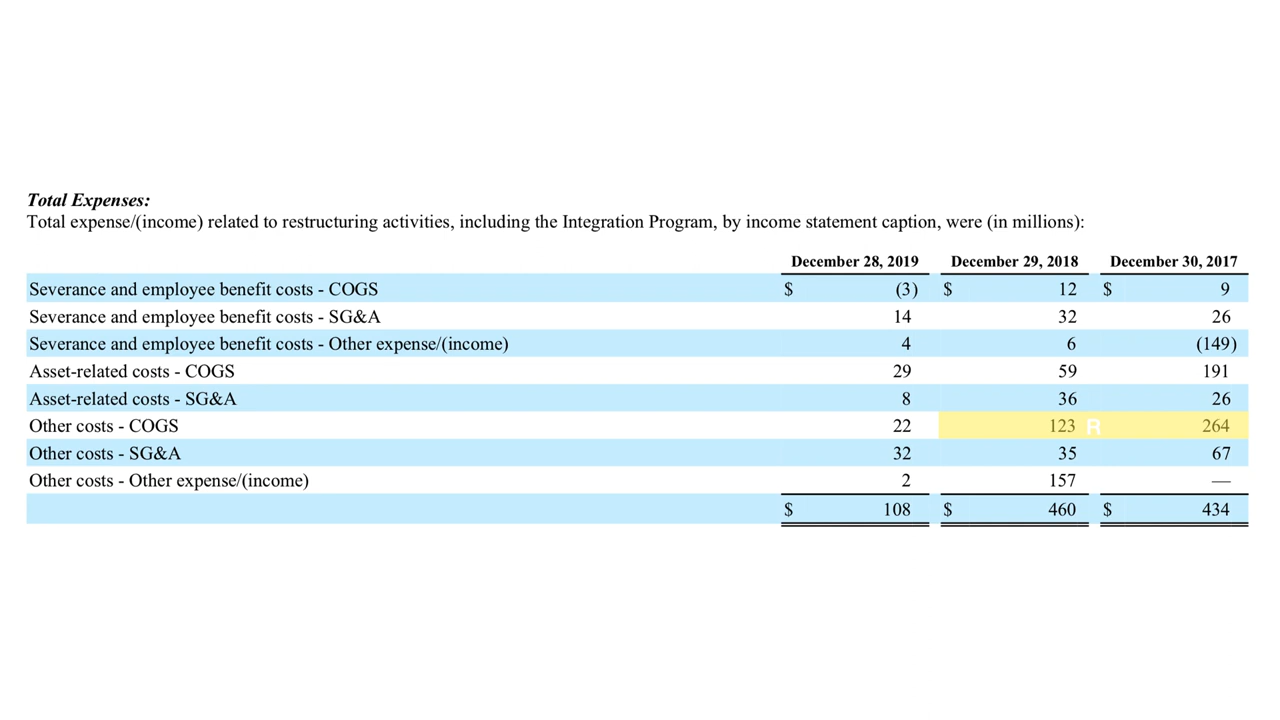 Total Expenses:
Total expense/(income) related to restructuring activities, including the Integration Program, by income statement caption, were (in millions):
December 28, 2019 December 29, 2018 December 30, 2017
Severance and employee benefit costs - COGS $ (3) $ 12 $ 9
Severance and employee benefit costs - SG&A 14 32 26
Severance and employee benefit costs - Other expense/(income) 4 6 (149)
Asset-related costs - COGS 29 59 191
Asset-related costs - SG&A 8 36 26
Other costs - COGS 22 123 R 264
Other costs - SG&A 32 35 67
Other costs - Other expense/(income) 2 157 —
$ 108 $ 460 $ 434